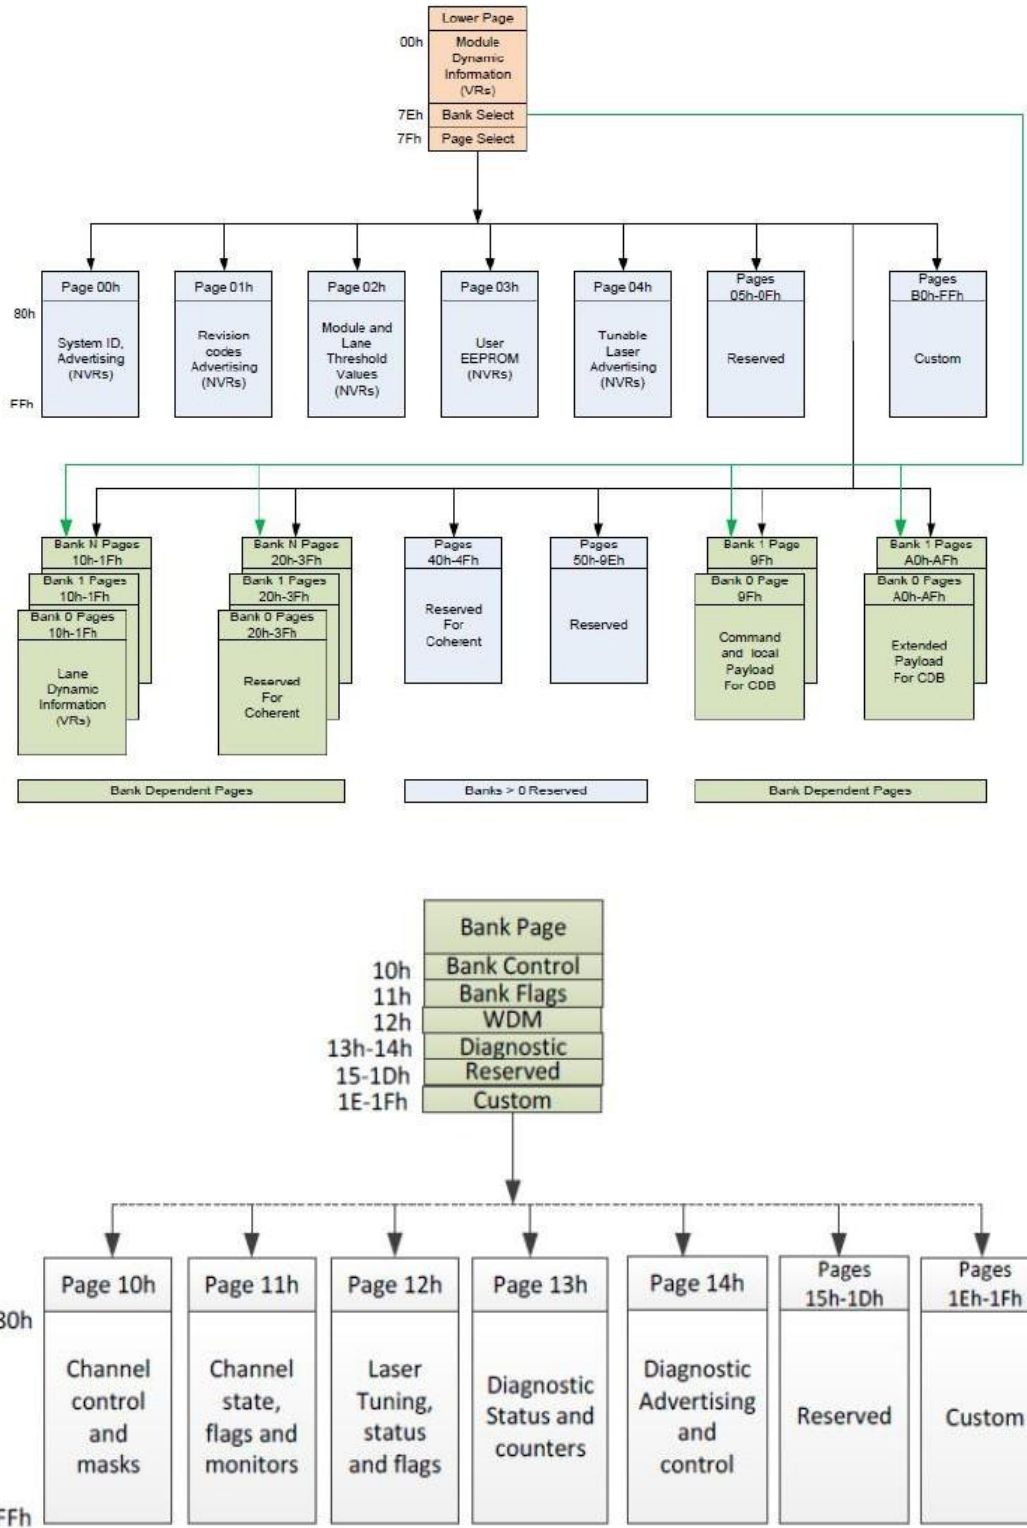 Lower Page
00h
Module
Dynamic
Information
(VRs)
7Eh
Bank Select
7Fh
Page Select
Page 00h
Page 01h
Page 02h
Page 03h
Page 04h
Pages
05h-0Fh
Pages
B0h-FFh
80h
FFh
System ID,
Advertising
(NVRs)
Revision
codes
Advertising
(NVRs)
Module and
Lane
Threshold
Values
(NVRs)
User
EEPROM
(NVRs)
Tunable
Laser
Advertising
(NVRs)
Reserved
Custom
Bank N Pages
10h-1Fh
Bank 1 Pages
10h-1Fh
Bank 0 Pages
10h-1Fh
Lane
Dynamic
Information
(VRs)
Bank N Pages
20h-3Fh
Bank 1 Pages
20h-3Fh
Bank 0 Pages
20h-3Fh
Reserved
For
Coherent
Pages
40h-4Fh
Reserved
For
Coherent
Pages
50h-9Eh
Reserved
Bank 1 Page
9Fh
Bank 0 Page
9Fh
Command
and local
Payload
For CDB
Bank 1 Pages
A0h-AFh
Bank 0 Pages
A0h-AFh
Extended
Payload
For CDB
Bank Dependent Pages
Banks > 0 Reserved
Bank Dependent Pages
Bank Page
10h
Bank Control
11h
Bank Flags
12h
WDM
13h-14h
Diagnostic
15-1Dh
Reserved
1E-1Fh
Custom
Page 10h
Page 11h
Page 12h
Page 13h
Page 14h
Pages
15h-1Dh
Pages
1Eh-1Fh
80h
FFh
Channel
control
and
masks
Channel
state,
flags and
monitors
Laser
Tuning,
status
and flags
Diagnostic
Status and
counters
Diagnostic
Advertising
and
control
Reserved
Custom